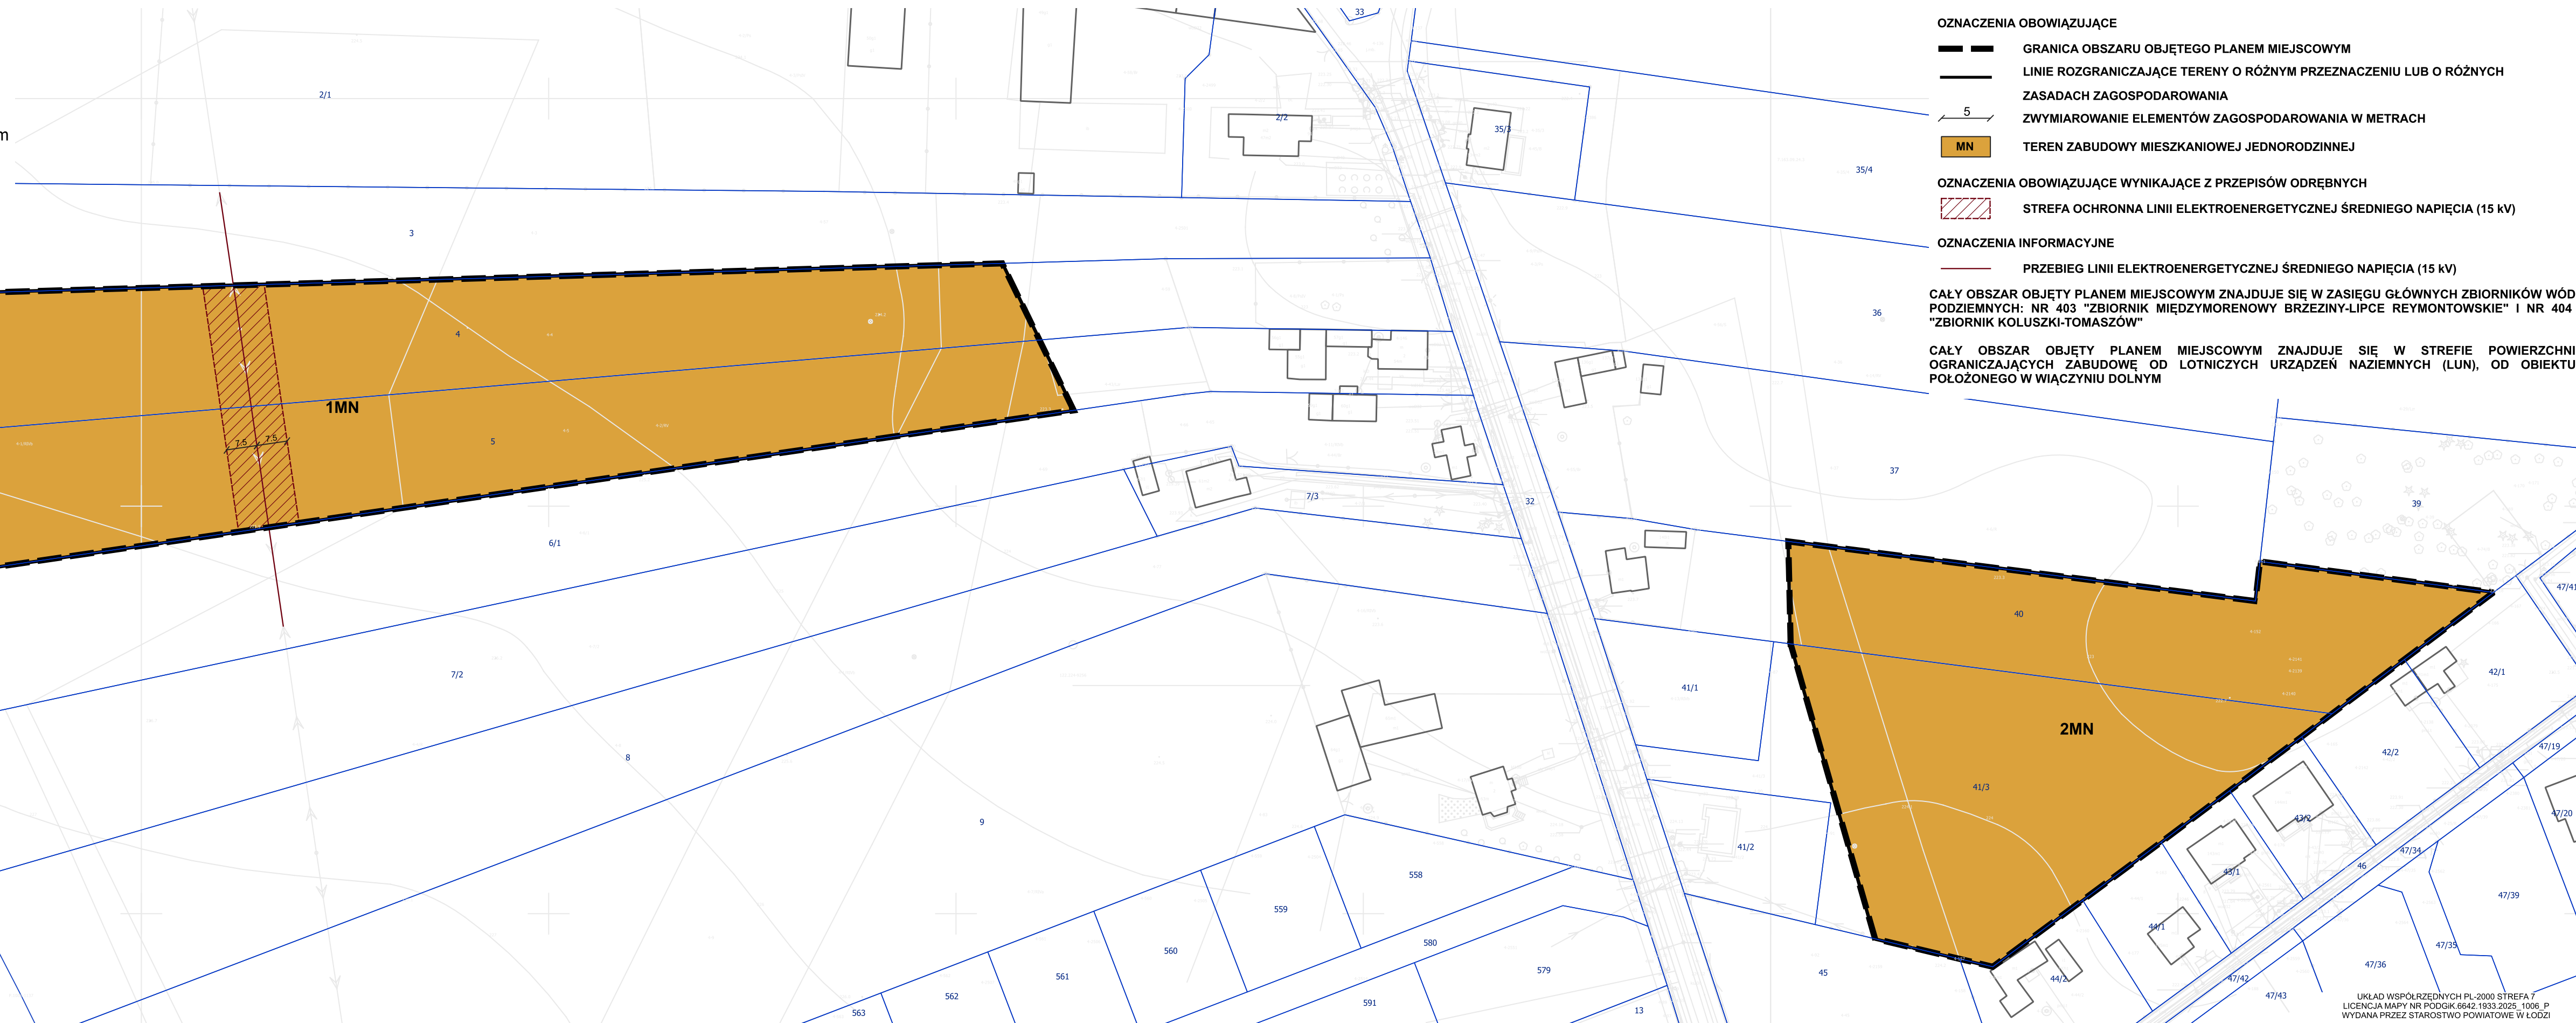 OZNACZENIA OBOWIĄZUJĄCE
GRANICA OBSZARU OBJĘTEGO PLANEM MIEJSCOWYM
LINIE ROZGRANICZAJĄCE TERENY O RÓŻNYM PRZEZNACZENIU LUB O RÓŻNYCH
ZASADACH ZAGOSPODAROWANIA
5
ZWYMIAROWANIE ELEMENTÓW ZAGOSPODAROWANIA W METRACH
MN
TEREN ZABUDOWY MIESZKANIOWEJ JEDNORODZINNEJ
OZNACZENIA OBOWIĄZUJĄCE WYNIKAJĄCE Z PRZEPISÓW ODRĘBNYCH
STREFA OCHRONNA LINII ELEKTROENERGETYCZNEJ ŚREDNIEGO NAPIĘCIA (15 kV)
OZNACZENIA INFORMACYJNE
PRZEBIEG LINII ELEKTROENERGETYCZNEJ ŚREDNIEGO NAPIĘCIA (15 kV)
CAŁY OBSZAR OBJĘTY PLANEM MIEJSCOWYM ZNAJDUJE SIĘ W ZASIĘGU GŁÓWNYCH ZBIORNIKÓW WÓD
PODZIEMNYCH: NR 403 "ZBIORNIK MIĘDZYMORENOWY BRZEZINY-LIPCE REYMONTOWSKIE" I NR 404
"ZBIORNIK KOLUSZKI-TOMASZÓW"
CAŁY OBSZAR OBJĘTY PLANEM MIEJSCOWYM ZNAJDUJE SIĘ W STREFIE POWIERZCHNI
OGRANICZAJĄCYCH ZABUDOWĘ OD LOTNICZYCH URZĄDZEŃ NAZIEMNYCH (LUN), OD OBIEKTU
POŁOŻONEGO W WIĄCZYNIU DOLNYM
m
33
2/1
2/2
35/3
35/4
3
36
4
1MN
5
7.5
7.5
37
39
7/3
32
6/1
47/41
40
7/2
41/1
42/1
2MN
8
42/2
47/19
41/3
9
43/2
47/20
41/2
47/34
46
43/1
558
559
47/39
44/1
580
560
47/35
561
579
45
44/2
47/36
47/42
562
591
563
13
47/43
UKŁAD WSPÓŁRZĘDNYCH PL-2000 STREFA 7
LICENCJA MAPY NR PODGiK.6642.1933.2025_1006_P
WYDANA PRZEZ STAROSTWO POWIATOWE W ŁODZI